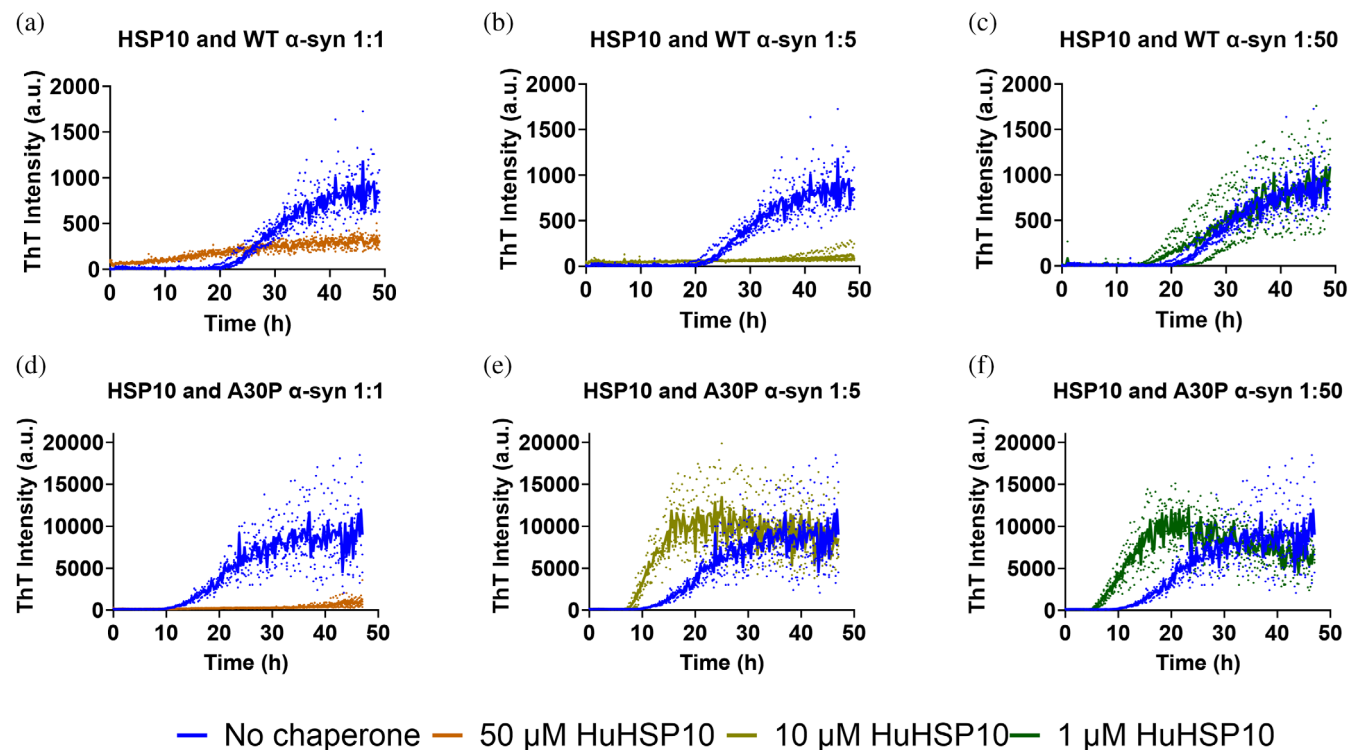 (a)
HSP10 and WT α-syn 1:1
ThT Intensity (a.u.)
2000
1500
1000
500
0
0 10 20 30 40 50
Time (h)
(b)
HSP10 and WT α-syn 1:5
ThT Intensity (a.u.)
2000
1500
1000
500
0
0 10 20 30 40 50
Time (h)
(c)
HSP10 and WT α-syn 1:50
ThT Intensity (a.u.)
2000
1500
1000
500
0
0 10 20 30 40 50
Time (h)
(d)
HSP10 and A30P α-syn 1:1
ThT Intensity (a.u.)
20000
15000
10000
5000
0
0 10 20 30 40 50
Time (h)
(e)
HSP10 and A30P α-syn 1:5
ThT Intensity (a.u.)
20000
15000
10000
5000
0
0 10 20 30 40 50
Time (h)
(f)
HSP10 and A30P α-syn 1:50
ThT Intensity (a.u.)
20000
15000
10000
5000
0
0 10 20 30 40 50
Time (h)
No chaperone 50 µM HuHSP10 10 µM HuHSP10 1 µM HuHSP10